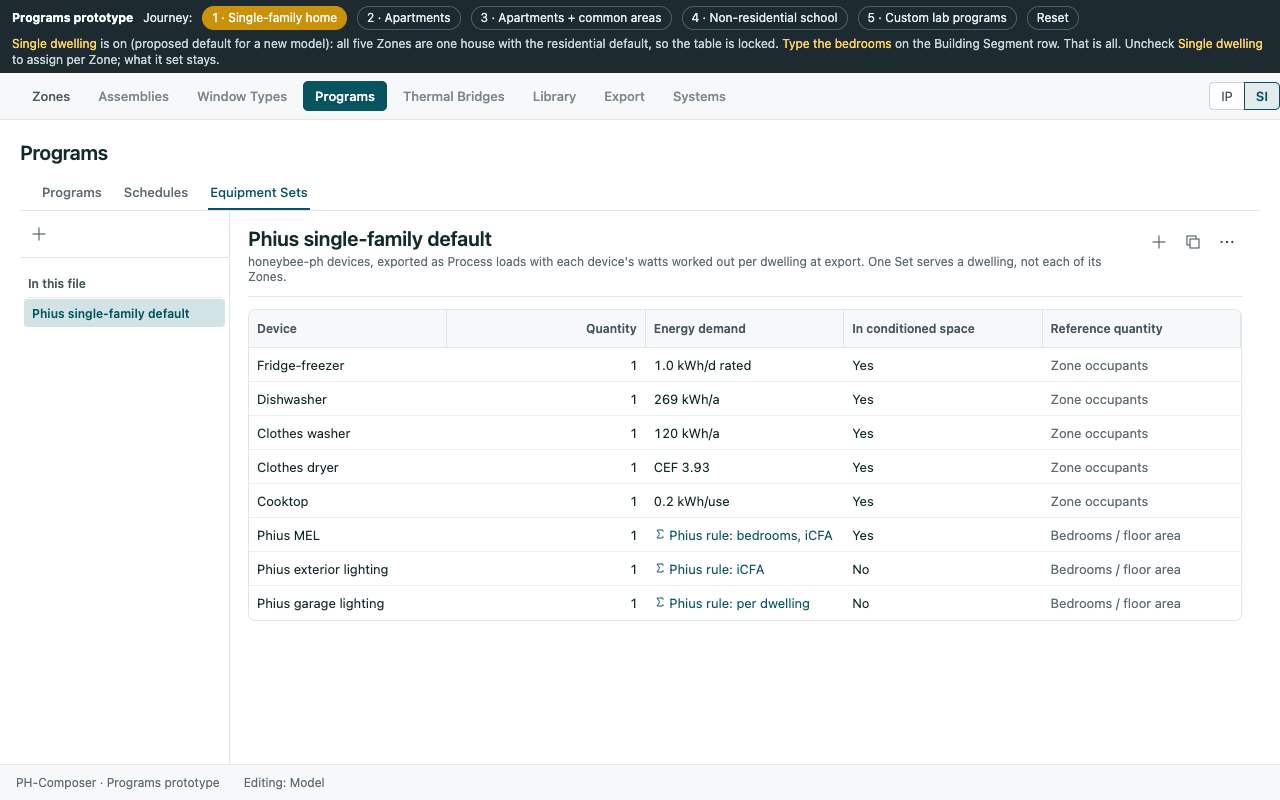 Programs prototype Journey: 1 · Single-family home 2 · Apartments 3 · Apartments + common areas 4 · Non-residential school 5 · Custom lab programs Reset
Single dwelling is on (proposed default for a new model): all five Zones are one house with the residential default, so the table is locked. Type the bedrooms on the Building Segment row. That is all. Uncheck Single dwelling
to assign per Zone; what it set stays.
Zones Assemblies Window Types Programs Thermal Bridges Library Export Systems IP SI
Programs
Programs Schedules Equipment Sets
In this file
Phius single-family default
Phius single-family default
honeybee-ph devices, exported as Process loads with each device's watts worked out per dwelling at export. One Set serves a dwelling, not each of its
Zones.
Device Quantity Energy demand In conditioned space Reference quantity
Fridge-freezer 1 1.0 kWh/d rated Yes Zone occupants
Dishwasher 1 269 kWh/a Yes Zone occupants
Clothes washer 1 120 kWh/a Yes Zone occupants
Clothes dryer 1 CEF 3.93 Yes Zone occupants
Cooktop 1 0.2 kWh/use Yes Zone occupants
Phius MEL 1 Σ Phius rule: bedrooms, iCFA Yes Bedrooms / floor area
Phius exterior lighting 1 Σ Phius rule: iCFA No Bedrooms / floor area
Phius garage lighting 1 Σ Phius rule: per dwelling No Bedrooms / floor area
PH-Composer · Programs prototype Editing: Model